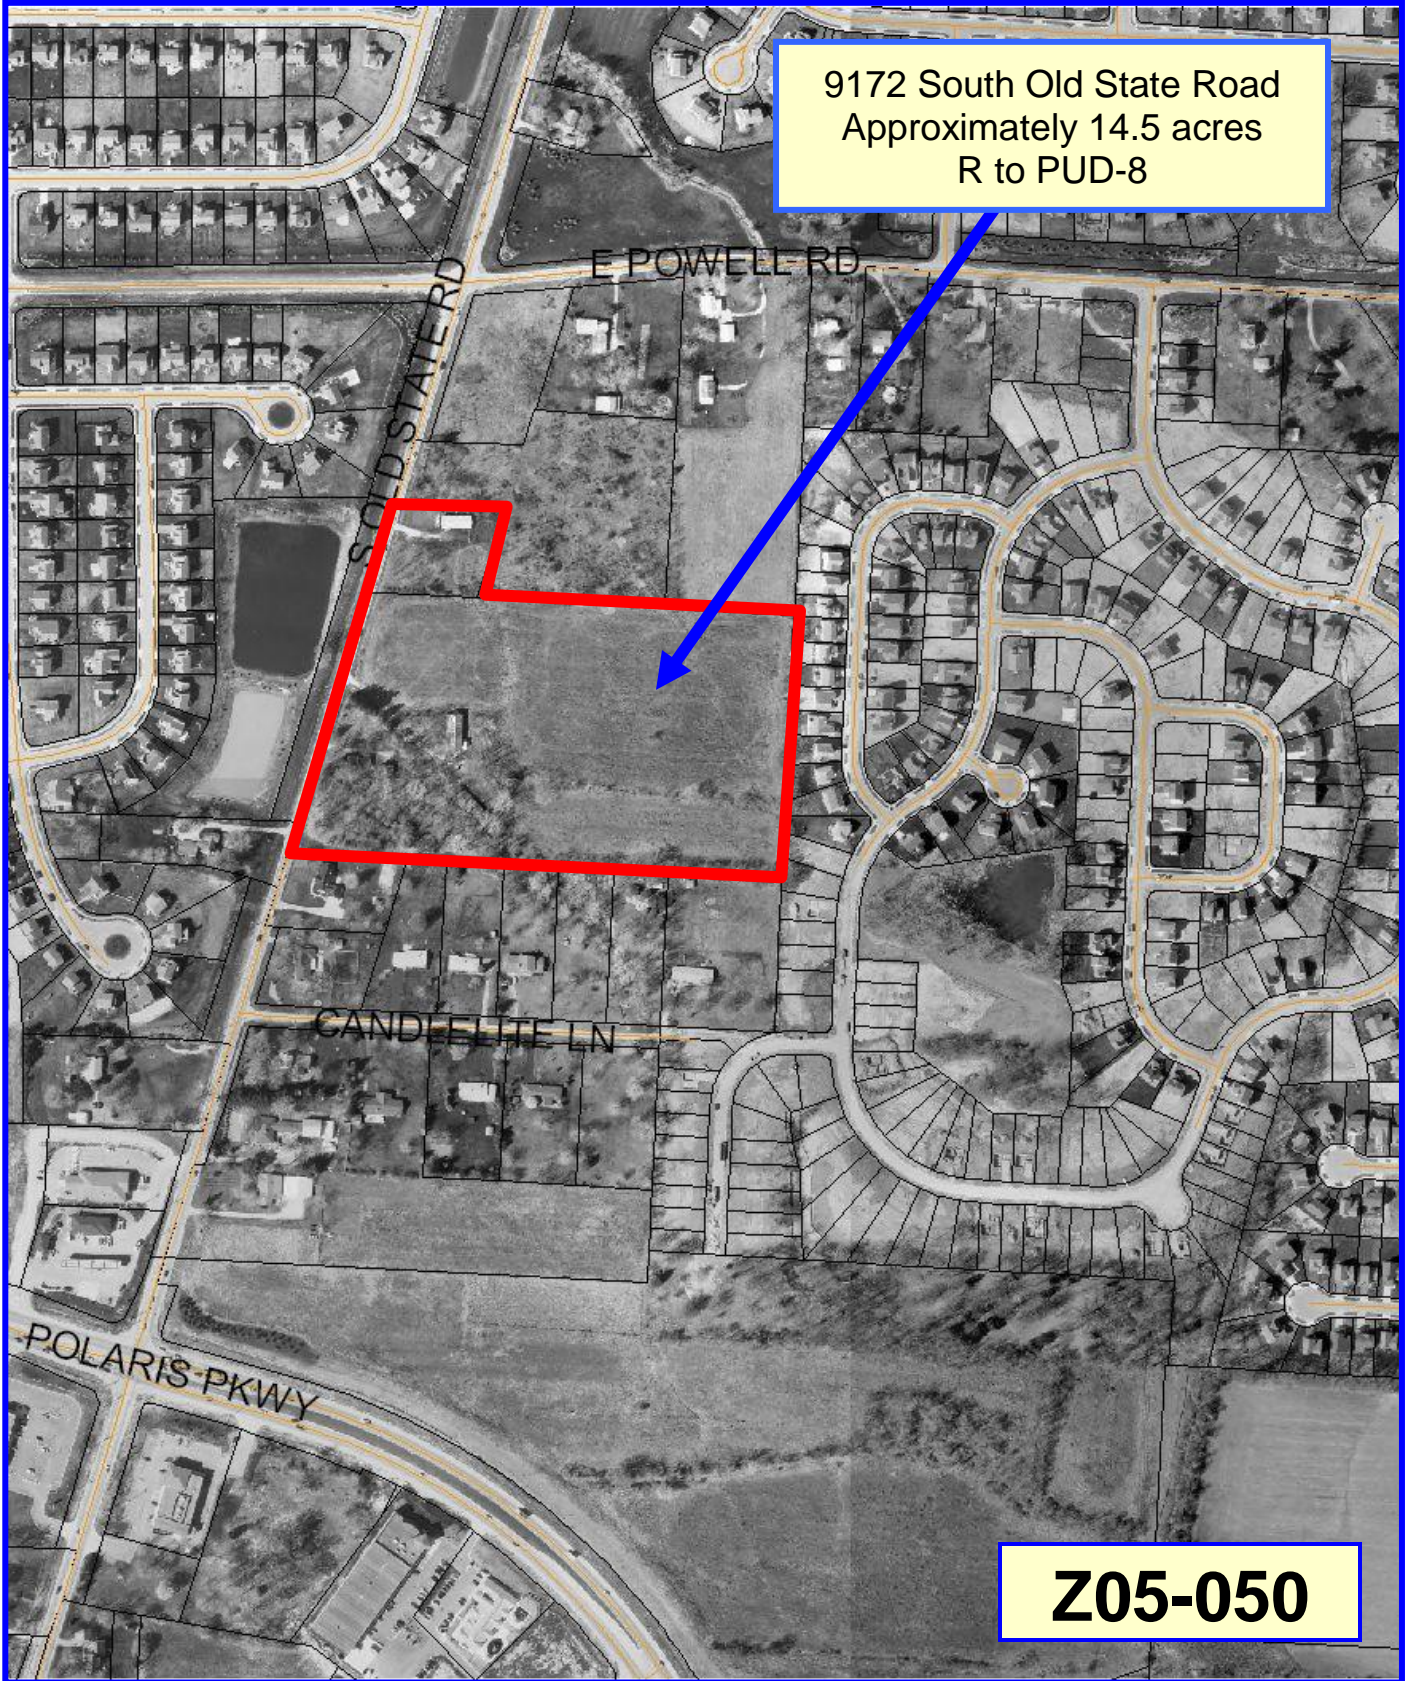 9172 South Old State Road
Approximately 14.5 acres
R to PUD-8
E POWELL RD
S OLD STATE RD
CANDLELITE LN
POLARIS PKWY
Z05-050